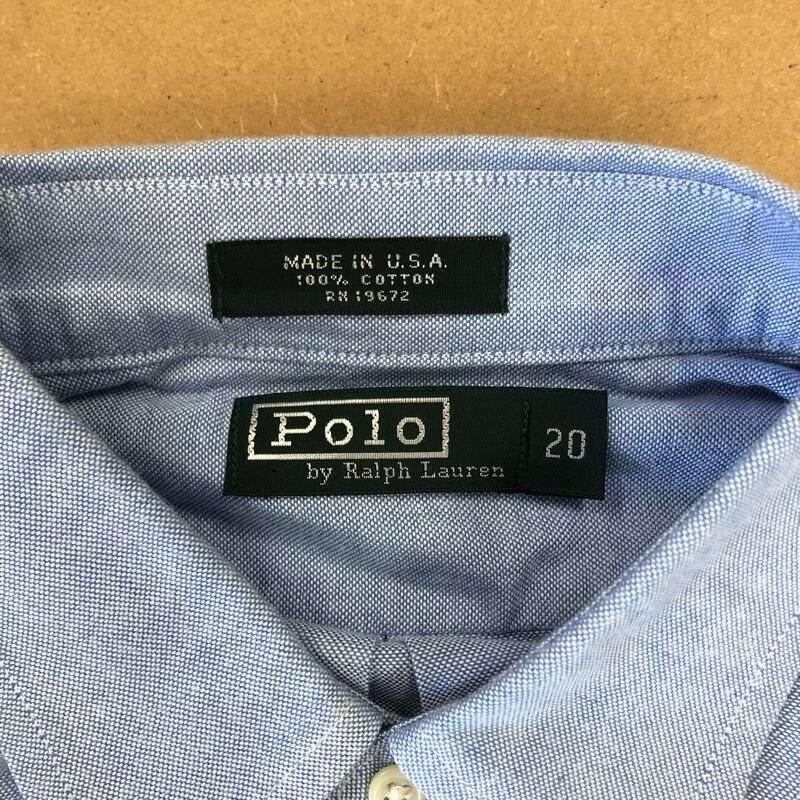 MADE IN U.S.A.
100% COTTON
RN 19672
Polo
by Ralph Lauren
20